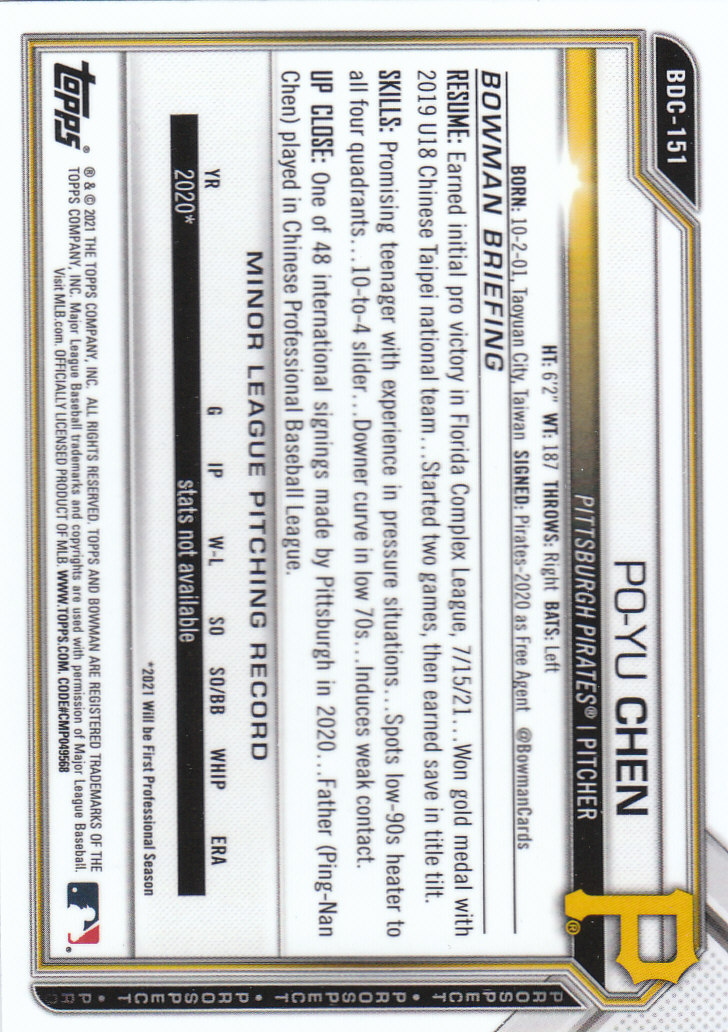 BDC-151
PO-YU CHEN
PITTSBURGH PIRATES® | PITCHER
P®
HT: 6'2" WT: 187 THROWS: Right BATS: Left
BORN: 10-2-01, Taoyuan City, Taiwan SIGNED: Pirates-2020 as Free Agent @BowmanCards
BOWMAN BRIEFING
RESUME: Earned initial pro victory in Florida Complex League, 7/15/21...Won gold medal with
2019 U18 Chinese Taipei national team...Started two games, then earned save in title tilt.
SKILLS: Promising teenager with experience in pressure situations...Spots low-90s heater to
all four quadrants...10-to-4 slider...Downer curve in low 70s...Induces weak contact.
UP CLOSE: One of 48 international signings made by Pittsburgh in 2020...Father (Ping-Nan
Chen) played in Chinese Professional Baseball League.
MINOR LEAGUE PITCHING RECORD
YR G IP W-L SO SO/BB WHIP ERA
2020* stats not available
*2021 Will be First Professional Season
topps®
® & © 2021 THE TOPPS COMPANY, INC. ALL RIGHTS RESERVED. TOPPS AND BOWMAN ARE REGISTERED TRADEMARKS OF THE
TOPPS COMPANY, INC. Major League Baseball trademarks and copyrights are used with permission of Major League Baseball.
Visit MLB.com. OFFICIALLY LICENSED PRODUCT OF MLB. WWW.TOPPS.COM. CODE#CMP049568
PROSPECT • PROSPECT • PROSPECT • PRO